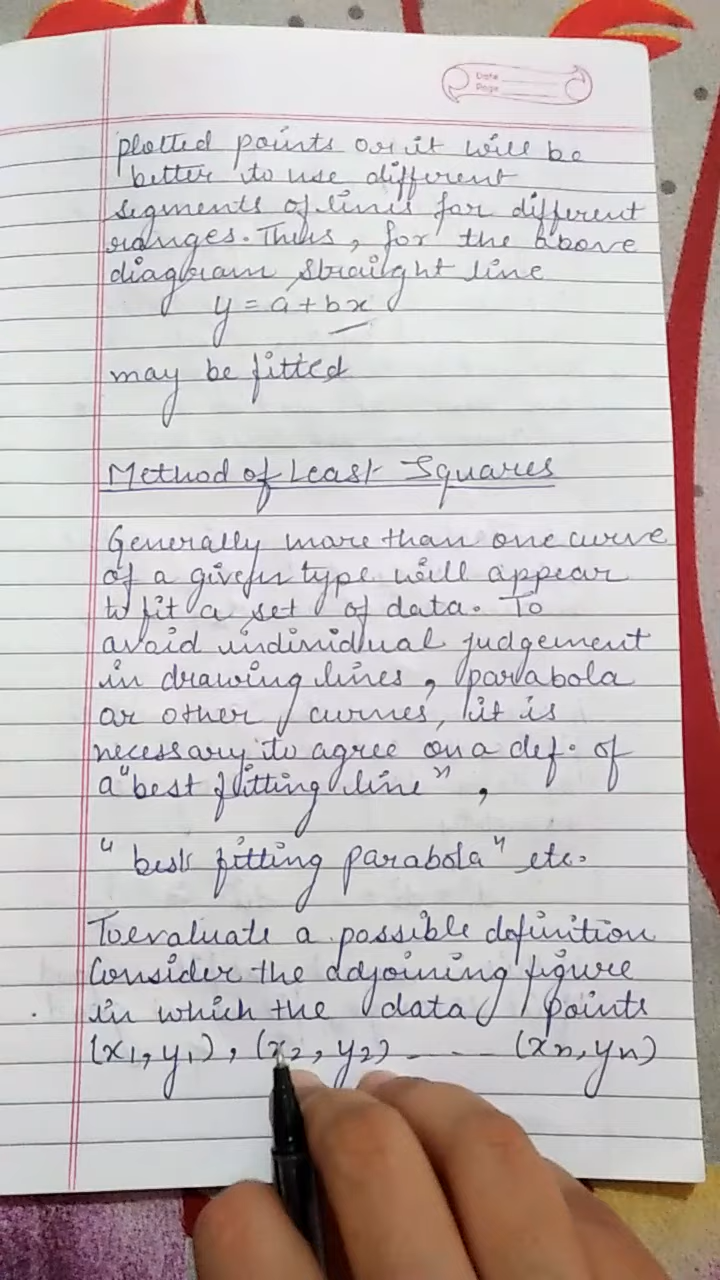 Date
Page
plotted points or it will be
better to use different
segments of lines for different
ranges. Thus, for the above
diagram straight line
y = a + bx
may be fitted
Method of Least Squares
Generally more than one curve
of a given type will appear
to fit a set of data. To
avoid individual judgement
in drawing lines, parabola
or other curves, it is
necessary to agree on a def. of
a "best fitting line",
"best fitting parabola" etc.
To evaluate a possible definition
Consider the adjoining figure
in which the data points
(x1, y1), (x2, y2) - - - (xn, yn)